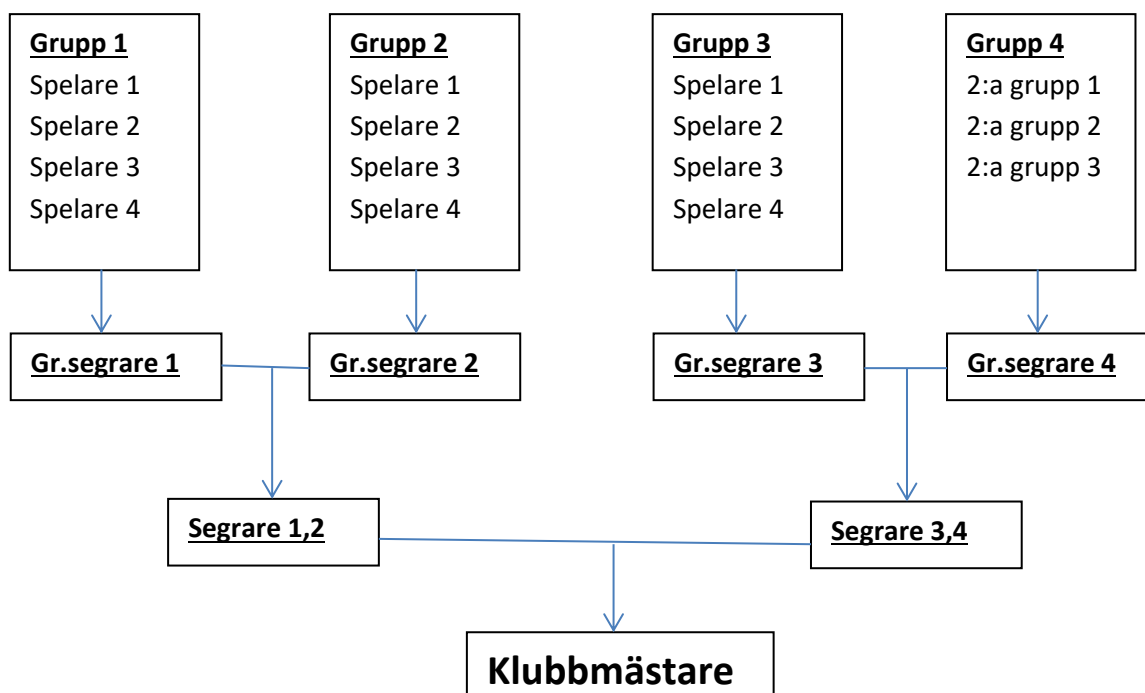 Grupp 1
Spelare 1
Spelare 2
Spelare 3
Spelare 4
Grupp 2
Spelare 1
Spelare 2
Spelare 3
Spelare 4
Grupp 3
Spelare 1
Spelare 2
Spelare 3
Spelare 4
Grupp 4
2:a grupp 1
2:a grupp 2
2:a grupp 3
Gr.segrare 1
Gr.segrare 2
Gr.segrare 3
Gr.segrare 4
Segrare 1,2
Segrare 3,4
Klubbmästare